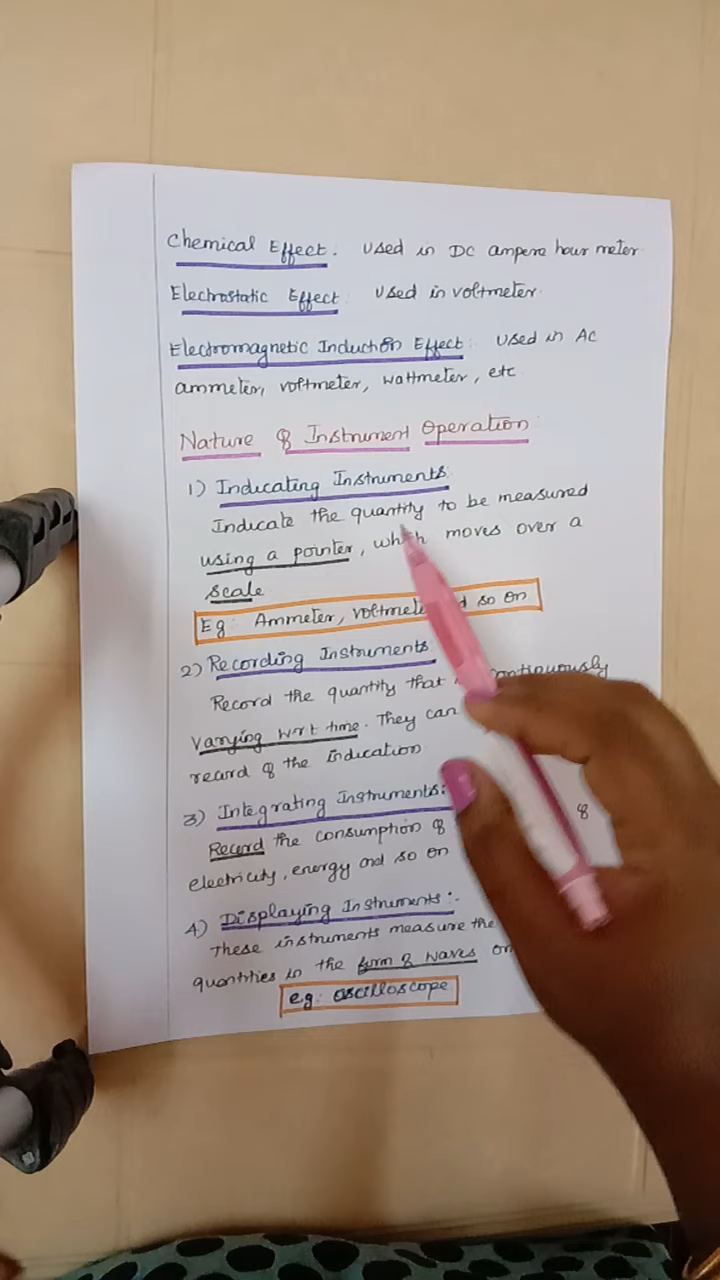 Chemical Effect: Used in DC ampere hour meter
Electrostatic Effect: Used in voltmeter
Electromagnetic Induction Effect: Used in AC
ammeter, voltmeter, wattmeter, etc
Nature of Instrument Operation:
1) Indicating Instruments:
Indicate the quantity to be measured
using a pointer, which moves over a
scale
Eg: Ammeter, so on
2) Recording Instruments:
Record the quantity that continuously
varying wrt time. They can
record of the indication
3) Integrating Instruments:
Record the consumption of
electricity, energy and so on
4) Displaying Instruments:-
These instruments measure the
quantities in the form of waves on
eg: oscilloscope